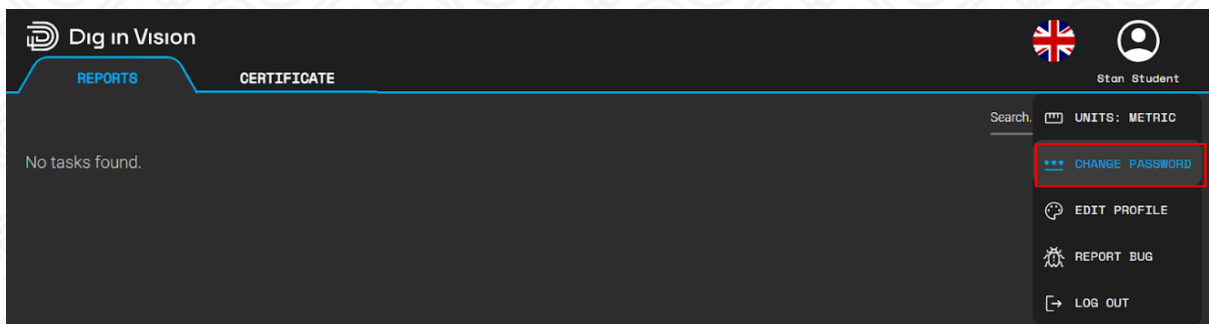 Dig in Vision
REPORTS
CERTIFICATE
Stan Student
Search.
UNITS: METRIC
No tasks found.
*** CHANGE PASSWORD
EDIT PROFILE
REPORT BUG
LOG OUT